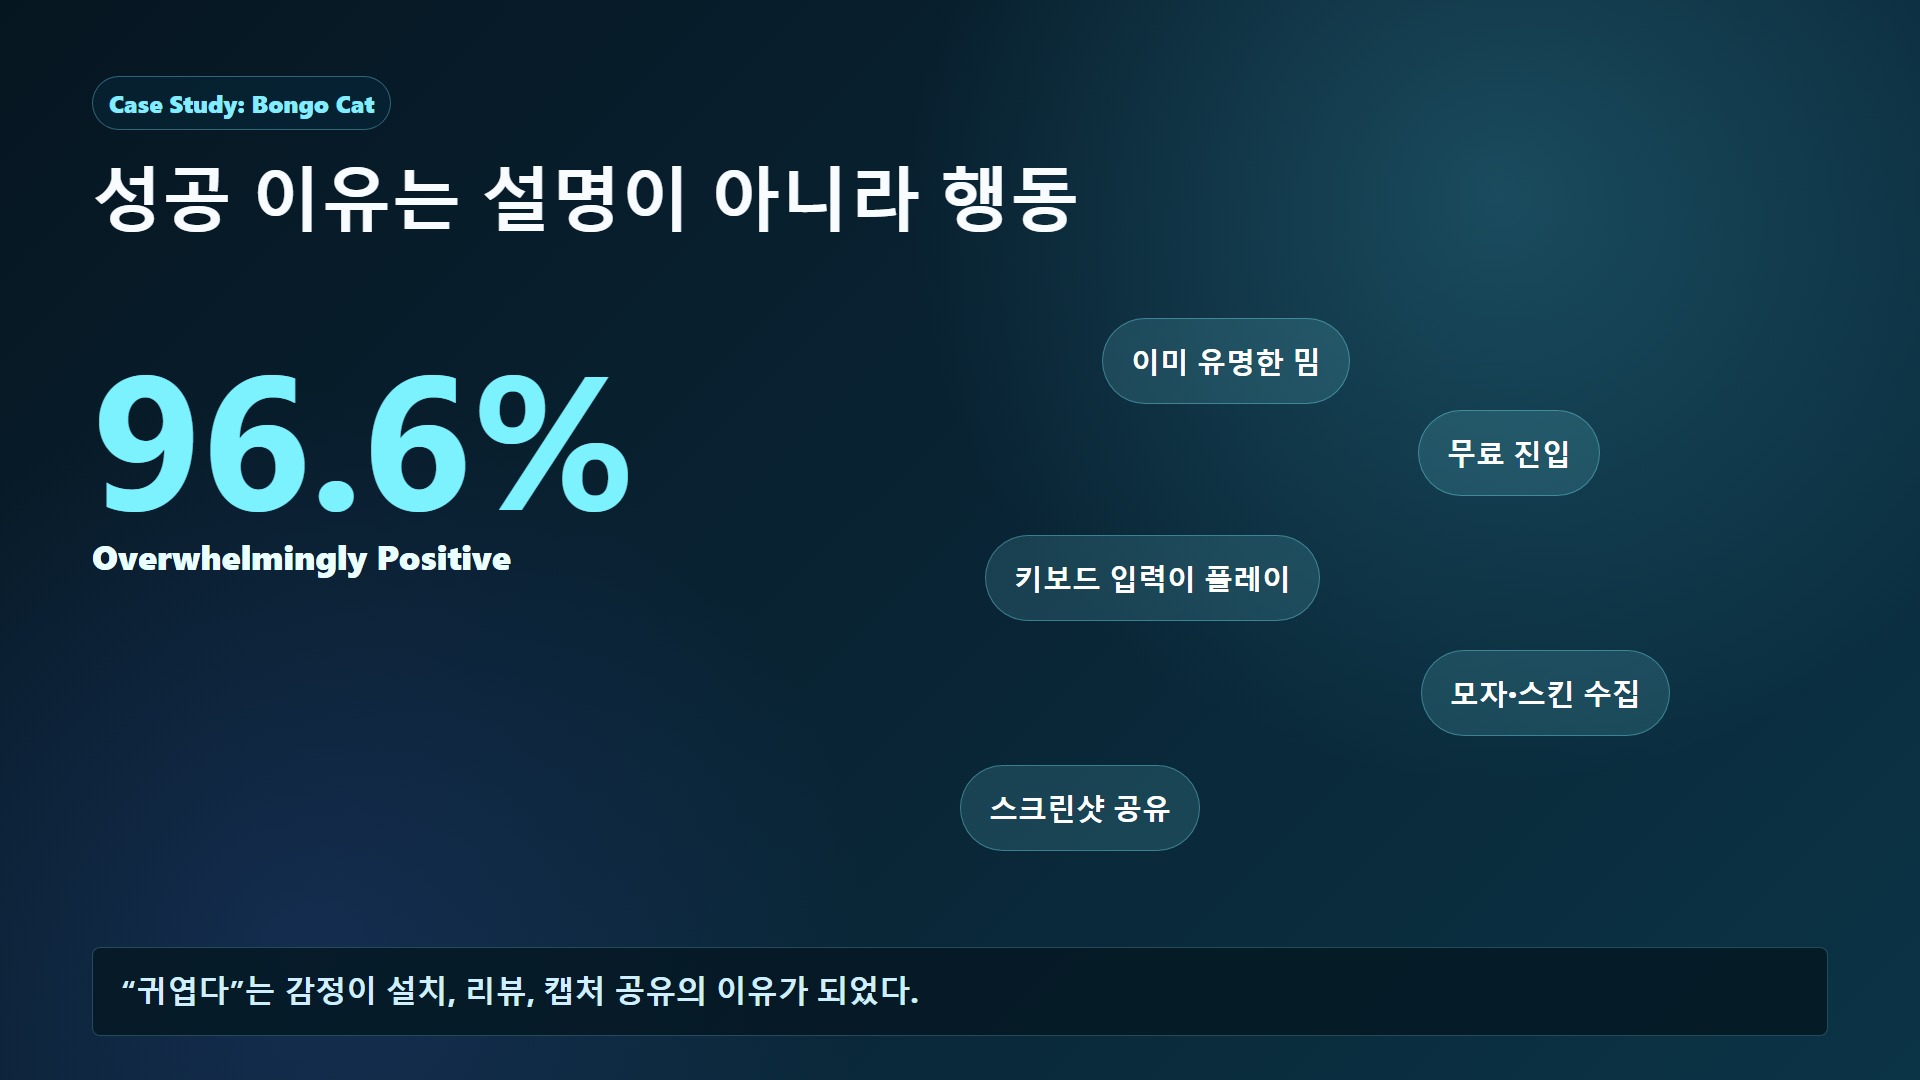 Case Study: Bongo Cat
성공 이유는 설명이 아니라 행동
96.6%
Overwhelmingly Positive
이미 유명한 밈
무료 진입
키보드 입력이 플레이
모자·스킨 수집
스크린샷 공유
“귀엽다”는 감정이 설치, 리뷰, 캡처 공유의 이유가 되었다.